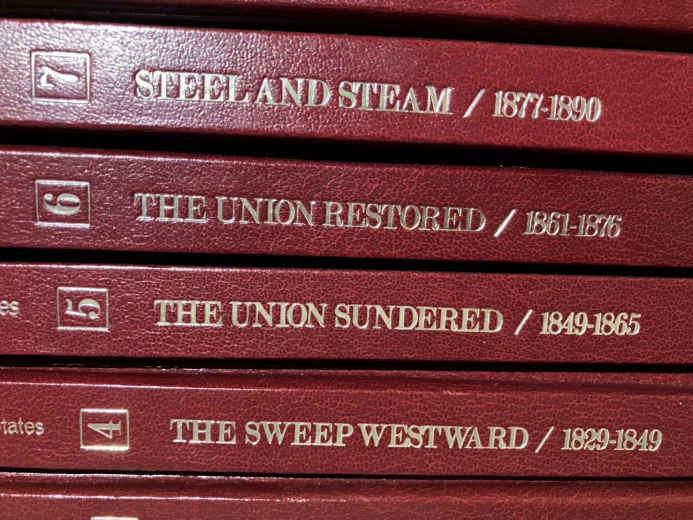 7 STEEL AND STEAM / 1877-1890
6 THE UNION RESTORED / 1861-1876
es 5 THE UNION SUNDERED / 1849-1865
tates 4 THE SWEEP WESTWARD / 1829-1849